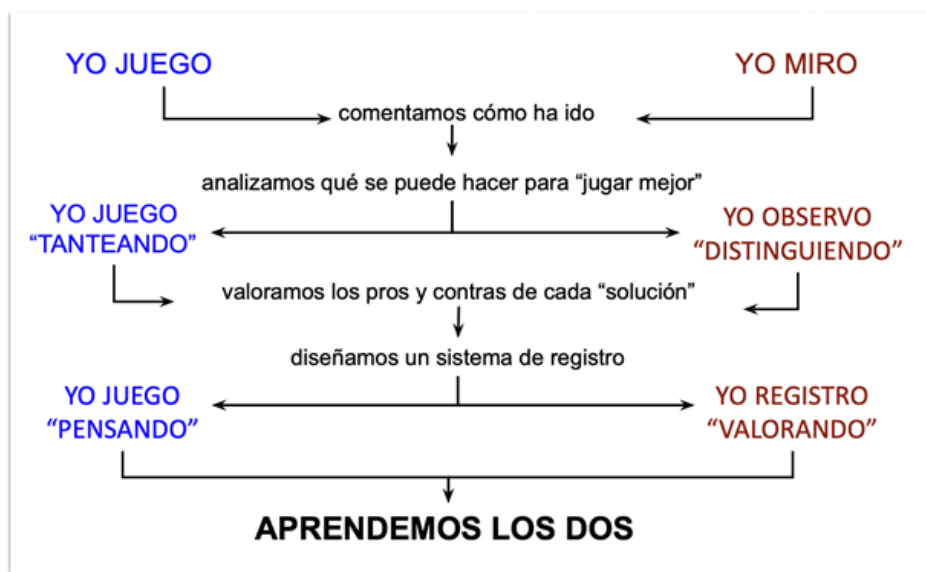 YO JUEGO
YO MIRO
comentamos cómo ha ido
analizamos qué se puede hacer para “jugar mejor”
YO JUEGO
“TANTEANDO”
YO OBSERVO
“DISTINGUIENDO”
valoramos los pros y contras de cada “solución”
diseñamos un sistema de registro
YO JUEGO
“PENSANDO”
YO REGISTRO
“VALORANDO”
APRENDEMOS LOS DOS